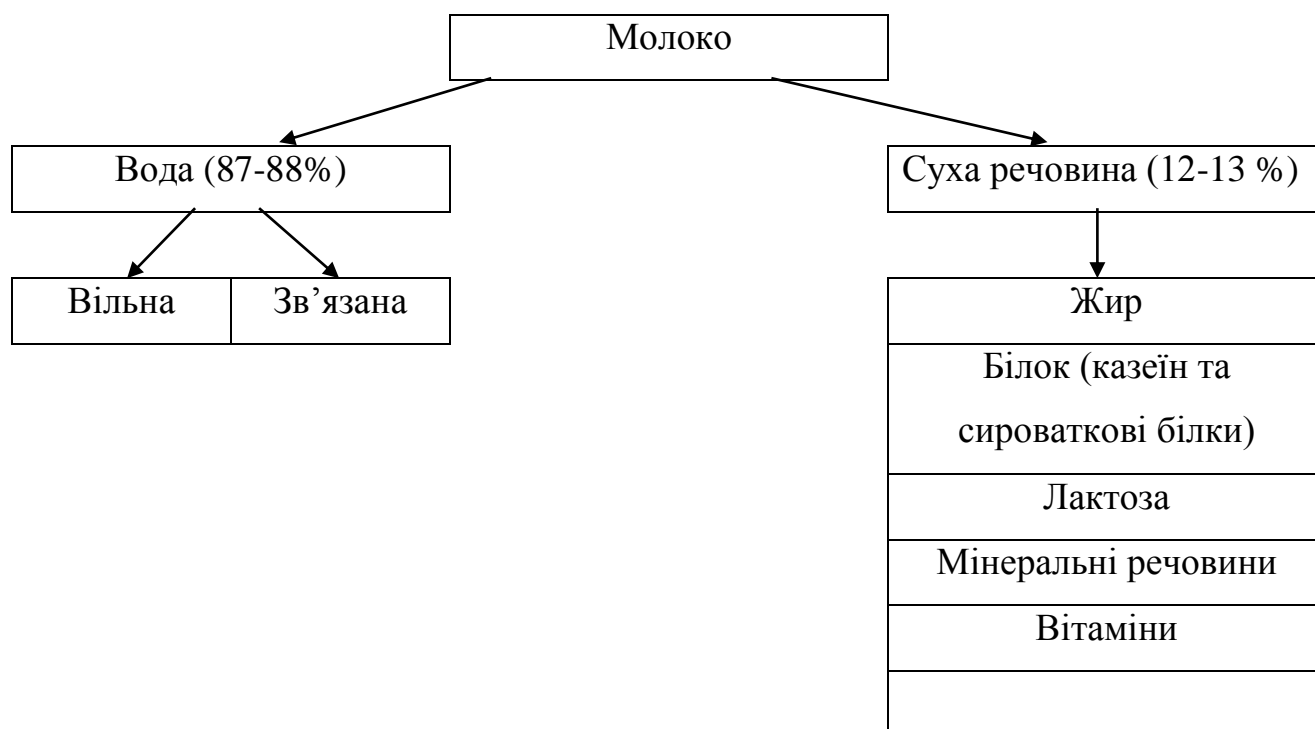 Молоко
Вода (87-88%)
Суха речовина (12-13 %)
Вільна
Зв’язана
Жир
Білок (казеїн та
сироваткові білки)
Лактоза
Мінеральні речовини
Вітаміни